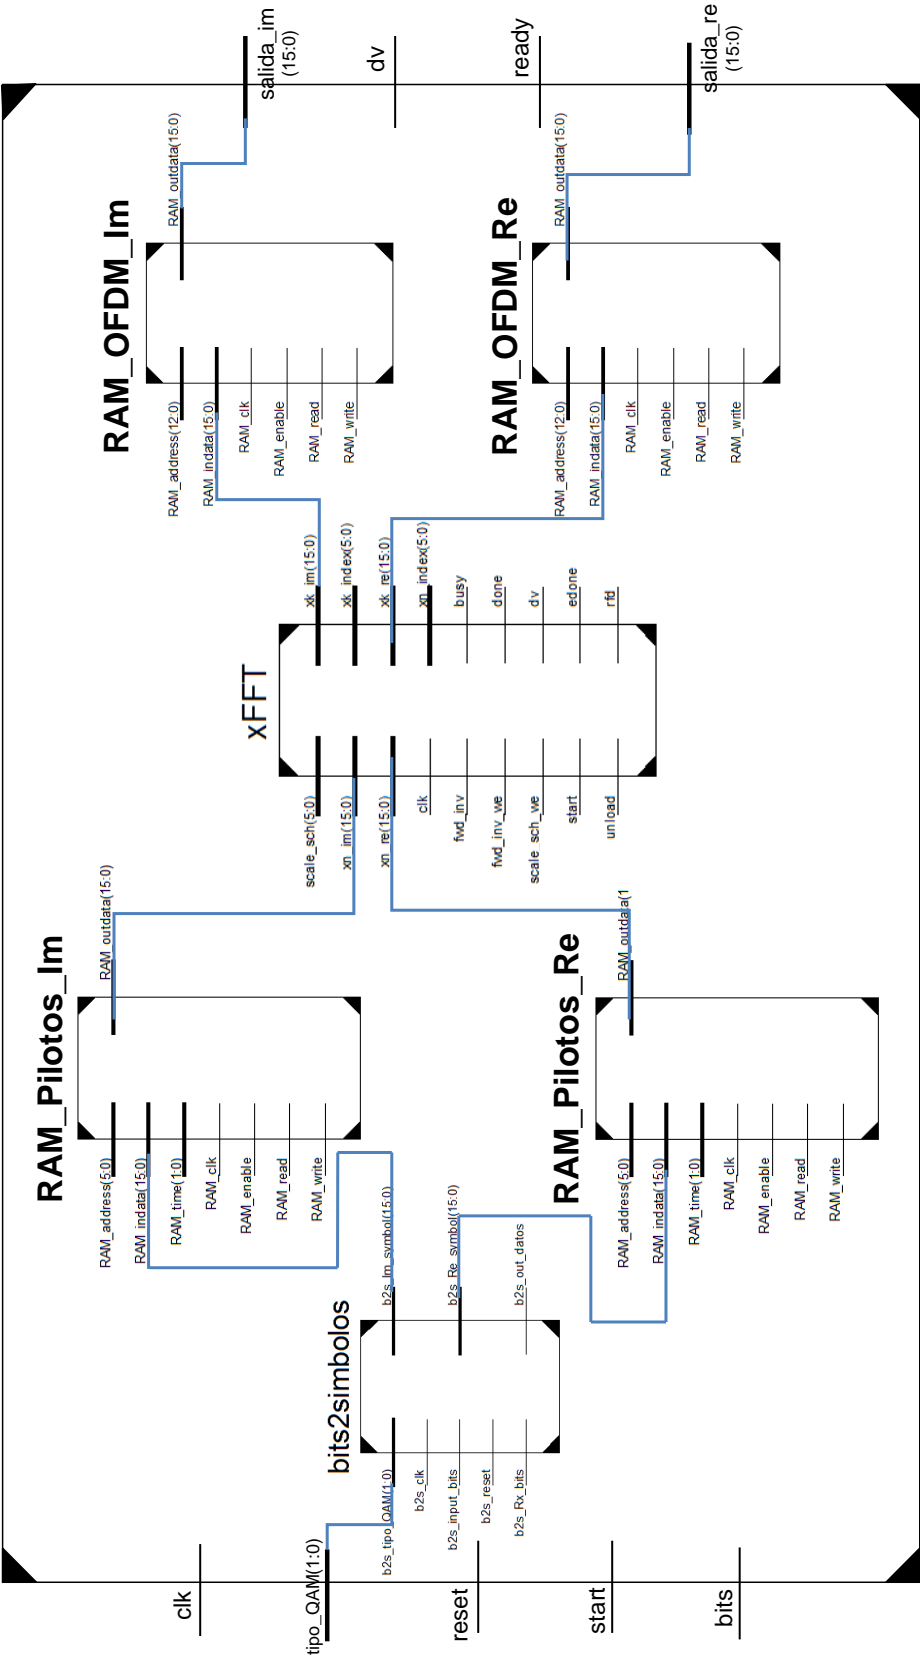 clk
tipo_QAM(1:0)
reset
start
bits
bits2simbolos
b2s_tipo_QAM(1:0)
b2s_clk
b2s_input_bits
b2s_reset
b2s_Rx_bits
b2s_Im_symbol(15:0)
b2s_Re_symbol(15:0)
b2s_out_datos
RAM_Pilotos_Im
RAM_address(5:0)
RAM_indata(15:0)
RAM_time(1:0)
RAM_clk
RAM_enable
RAM_read
RAM_write
RAM_outdata(15:0)
RAM_Pilotos_Re
RAM_address(5:0)
RAM_indata(15:0)
RAM_time(1:0)
RAM_clk
RAM_enable
RAM_read
RAM_write
RAM_outdata(1
xFFT
scale_sch(5:0)
xn_im(15:0)
xn_re(15:0)
clk
fwd_inv
fwd_inv_we
scale_sch_we
start
unload
xk_im(15:0)
xk_index(5:0)
xk_re(15:0)
xn_index(5:0)
busy
done
dv
edone
rfd
RAM_OFDM_Im
RAM_address(12:0)
RAM_indata(15:0)
RAM_clk
RAM_enable
RAM_read
RAM_write
RAM_outdata(15:0)
RAM_OFDM_Re
RAM_address(12:0)
RAM_indata(15:0)
RAM_clk
RAM_enable
RAM_read
RAM_write
RAM_outdata(15:0)
salida_im
(15:0)
dv
ready
salida_re
(15:0)